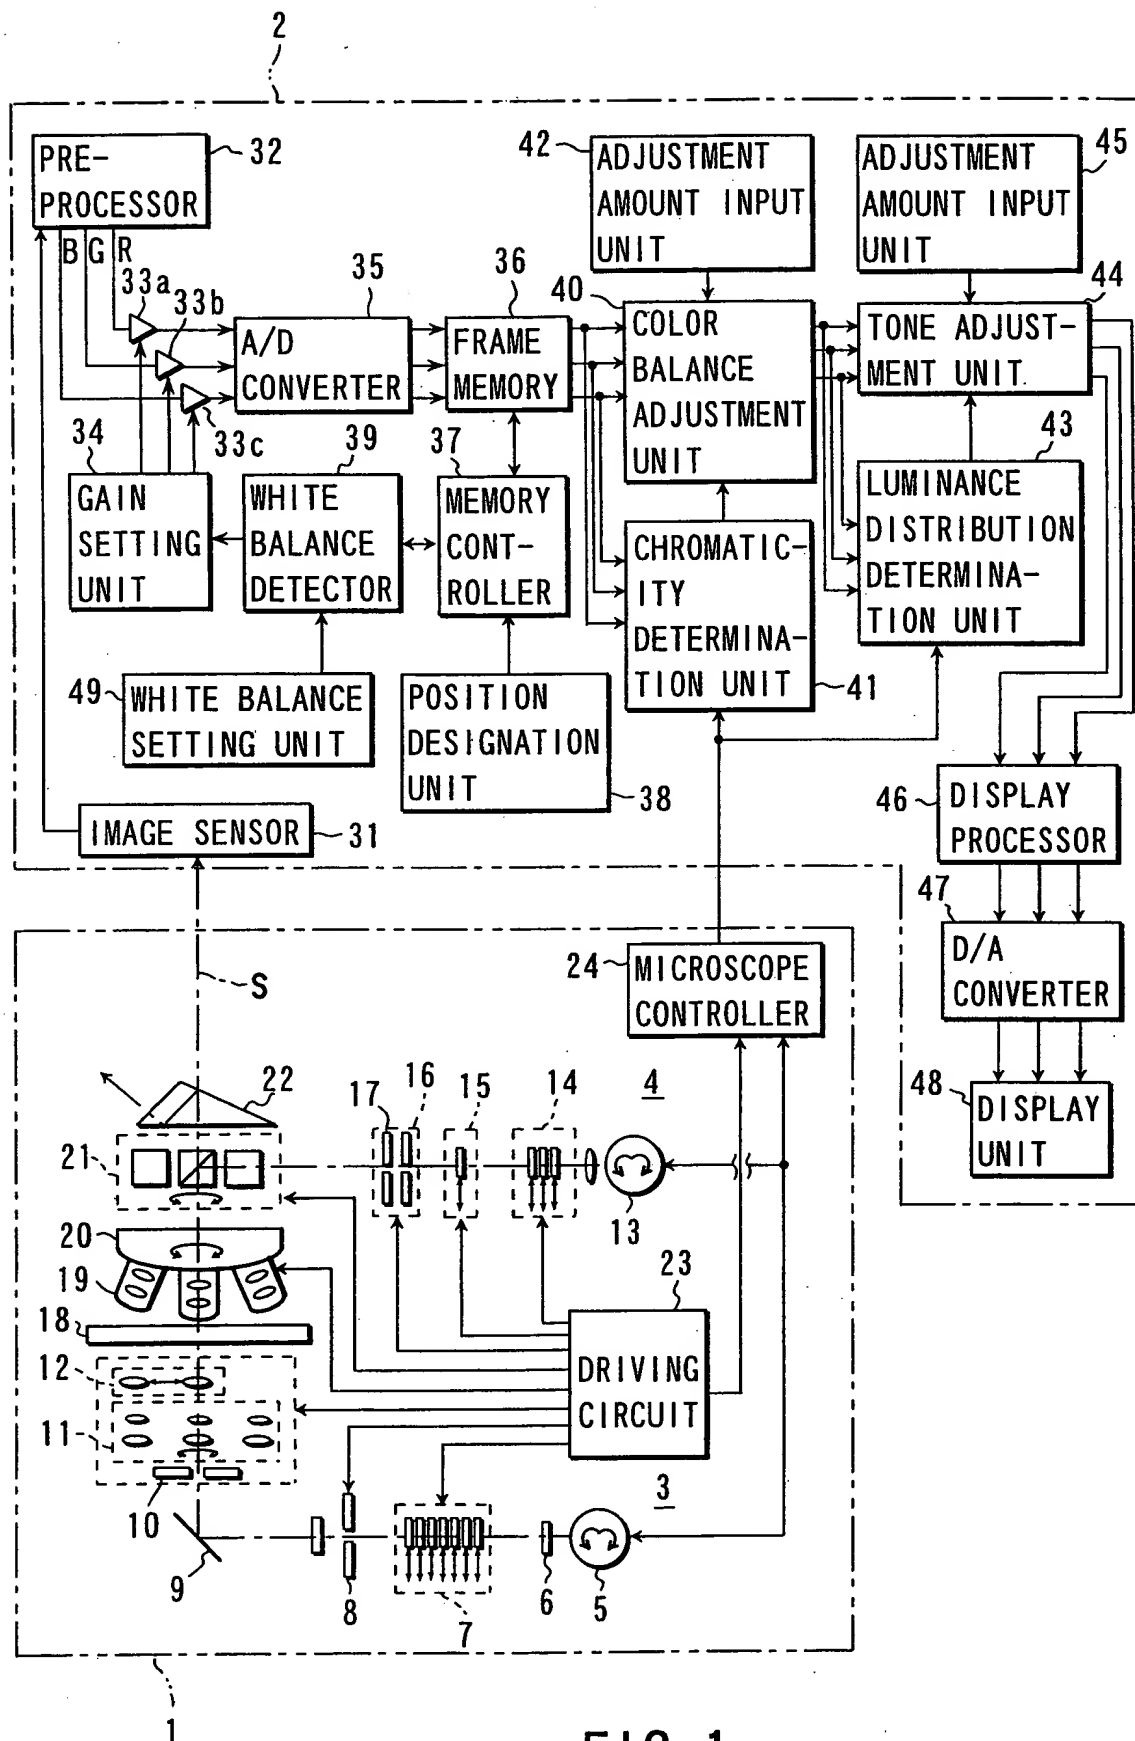 2
PRE-
PROCESSOR
32
B G R
33a
33b
33c
35
A/D
CONVERTER
36
FRAME
MEMORY
42
ADJUSTMENT
AMOUNT INPUT
UNIT
45
ADJUSTMENT
AMOUNT INPUT
UNIT
40
COLOR
BALANCE
ADJUSTMENT
UNIT
44
TONE ADJUST-
MENT UNIT
34
GAIN
SETTING
UNIT
39
WHITE
BALANCE
DETECTOR
37
MEMORY
CONT-
ROLLER
43
LUMINANCE
DISTRIBUTION
DETERMINA-
TION UNIT
CHROMATIC-
ITY
DETERMINA-
TION UNIT
41
49
WHITE BALANCE
SETTING UNIT
POSITION
DESIGNATION
UNIT
38
IMAGE SENSOR
31
46
DISPLAY
PROCESSOR
47
D/A
CONVERTER
48
DISPLAY
UNIT
24
MICROSCOPE
CONTROLLER
S
22
17
16
15
14
4
21
13
20
19
23
18
DRIVING
CIRCUIT
12
11
10
3
9
8
7
6
5
1